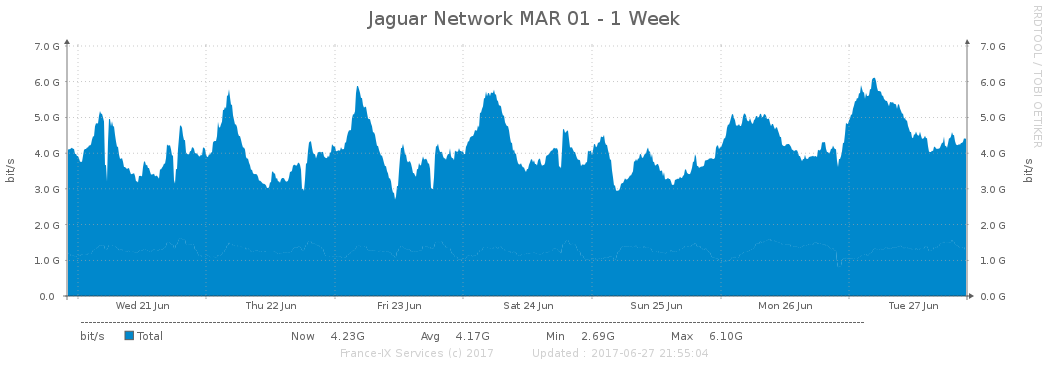 Jaguar Network MAR 01 - 1 Week
RRDTOOL / TOBI OETIKER
bit/s
7.0 G
6.0 G
5.0 G
4.0 G
3.0 G
2.0 G
1.0 G
0.0
7.0 G
6.0 G
5.0 G
4.0 G
3.0 G
2.0 G
1.0 G
0.0 G
bit/s
Wed 21 Jun Thu 22 Jun Fri 23 Jun Sat 24 Jun Sun 25 Jun Mon 26 Jun Tue 27 Jun
bit/s Total Now 4.23G Avg 4.17G Min 2.69G Max 6.10G
France-IX Services (c) 2017 Updated : 2017-06-27 21:55:04